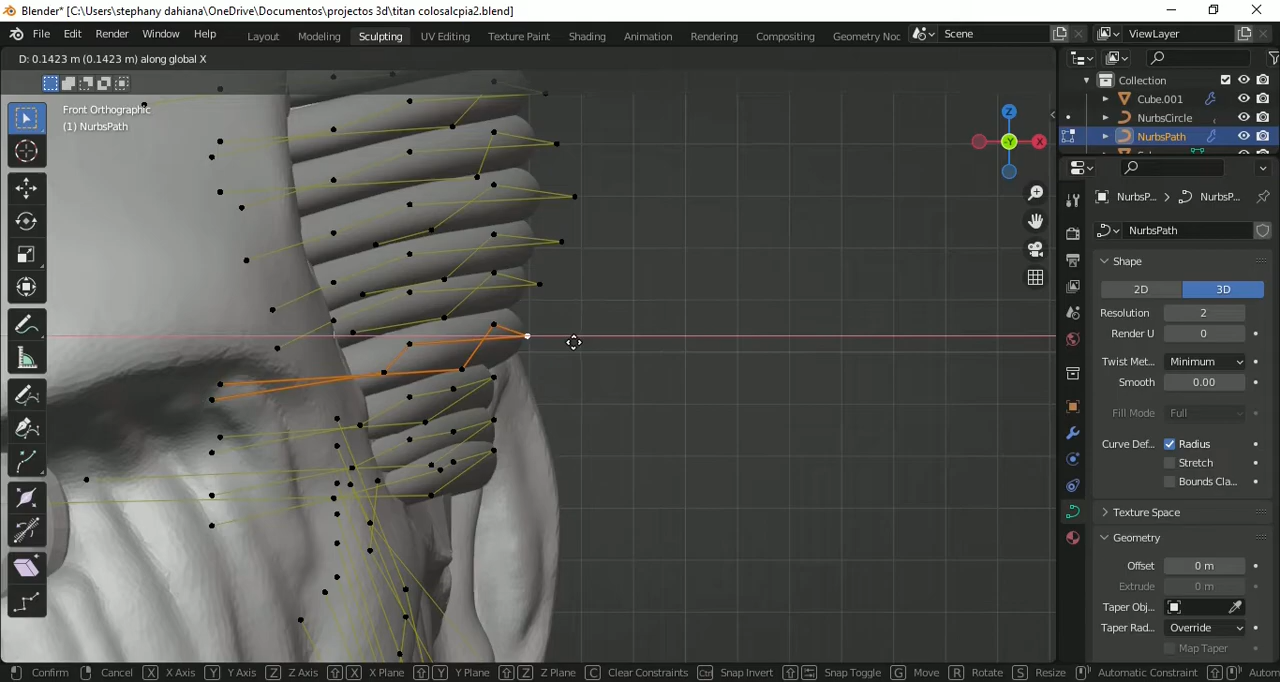 Blender* [C:\Users\stephany dahiana\OneDrive\Documentos\projectos 3d\titan colosalcpia2.blend]
File Edit Render Window Help Layout Modeling Sculpting UV Editing Texture Paint Shading Animation Rendering Compositing Geometry Noc Scene ViewLayer
D: 0.1423 m (0.1423 m) along global X
Front Orthographic
(1) NurbsPath
Z
X
-Y
Collection
Cube.001
NurbsCircle
NurbsPath
NurbsP... NurbsP...
NurbsPath
Shape
2D 3D
Resolution 2
Render U 0
Twist Met... Minimum
Smooth 0.00
Fill Mode Full
Curve Def... Radius
Stretch
Bounds Cla...
Texture Space
Geometry
Offset 0 m
Extrude 0 m
Taper Obj...
Taper Rad... Override
Map Taper
Confirm Cancel X X Axis Y Y Axis Z Z Axis X X Plane Y Y Plane Z Z Plane C Clear Constraints Ctrl Snap Invert Snap Toggle G Move R Rotate S Resize Automatic Constraint Autom